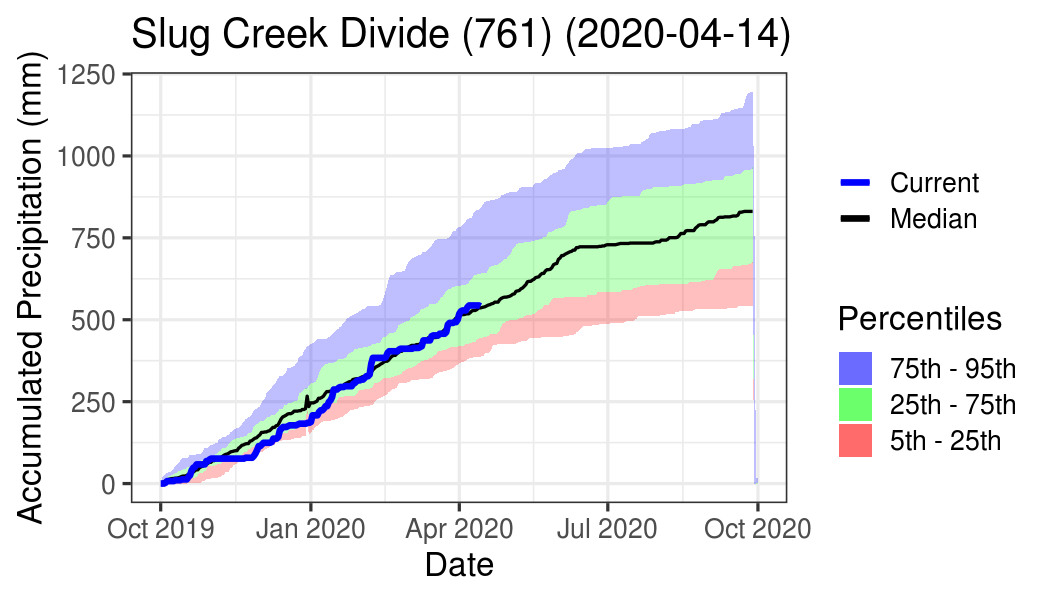 Slug Creek Divide (761) (2020-04-14)
Accumulated Precipitation (mm)
1250
1000
750
500
250
0
Oct 2019
Jan 2020
Apr 2020
Jul 2020
Oct 2020
Date
Current
Median
Percentiles
75th - 95th
25th - 75th
5th - 25th